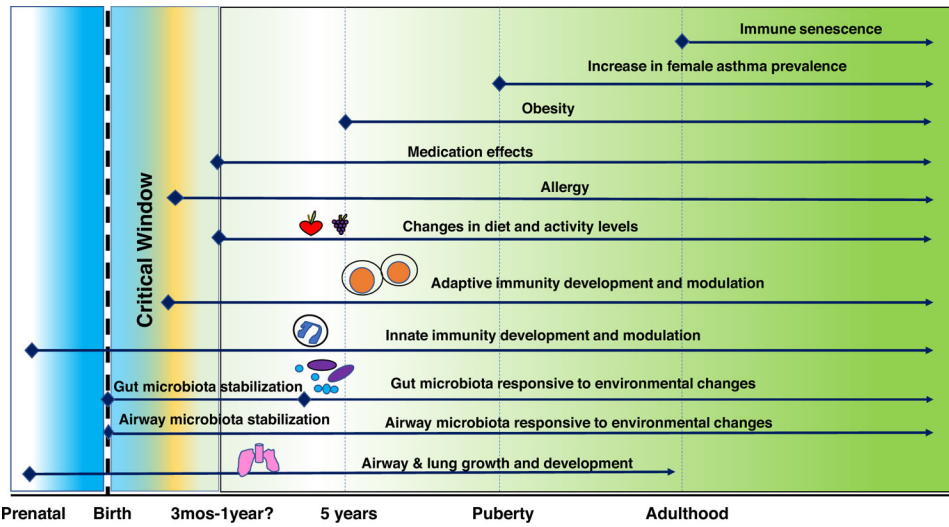 Immune senescence
Increase in female asthma prevalence
Obesity
Medication effects
Allergy
Changes in diet and activity levels
Critical Window
Adaptive immunity development and modulation
Innate immunity development and modulation
Gut microbiota stabilization
Gut microbiota responsive to environmental changes
Airway microbiota stabilization
Airway microbiota responsive to environmental changes
Airway & lung growth and development
Prenatal
Birth
3mos-1year?
5 years
Puberty
Adulthood